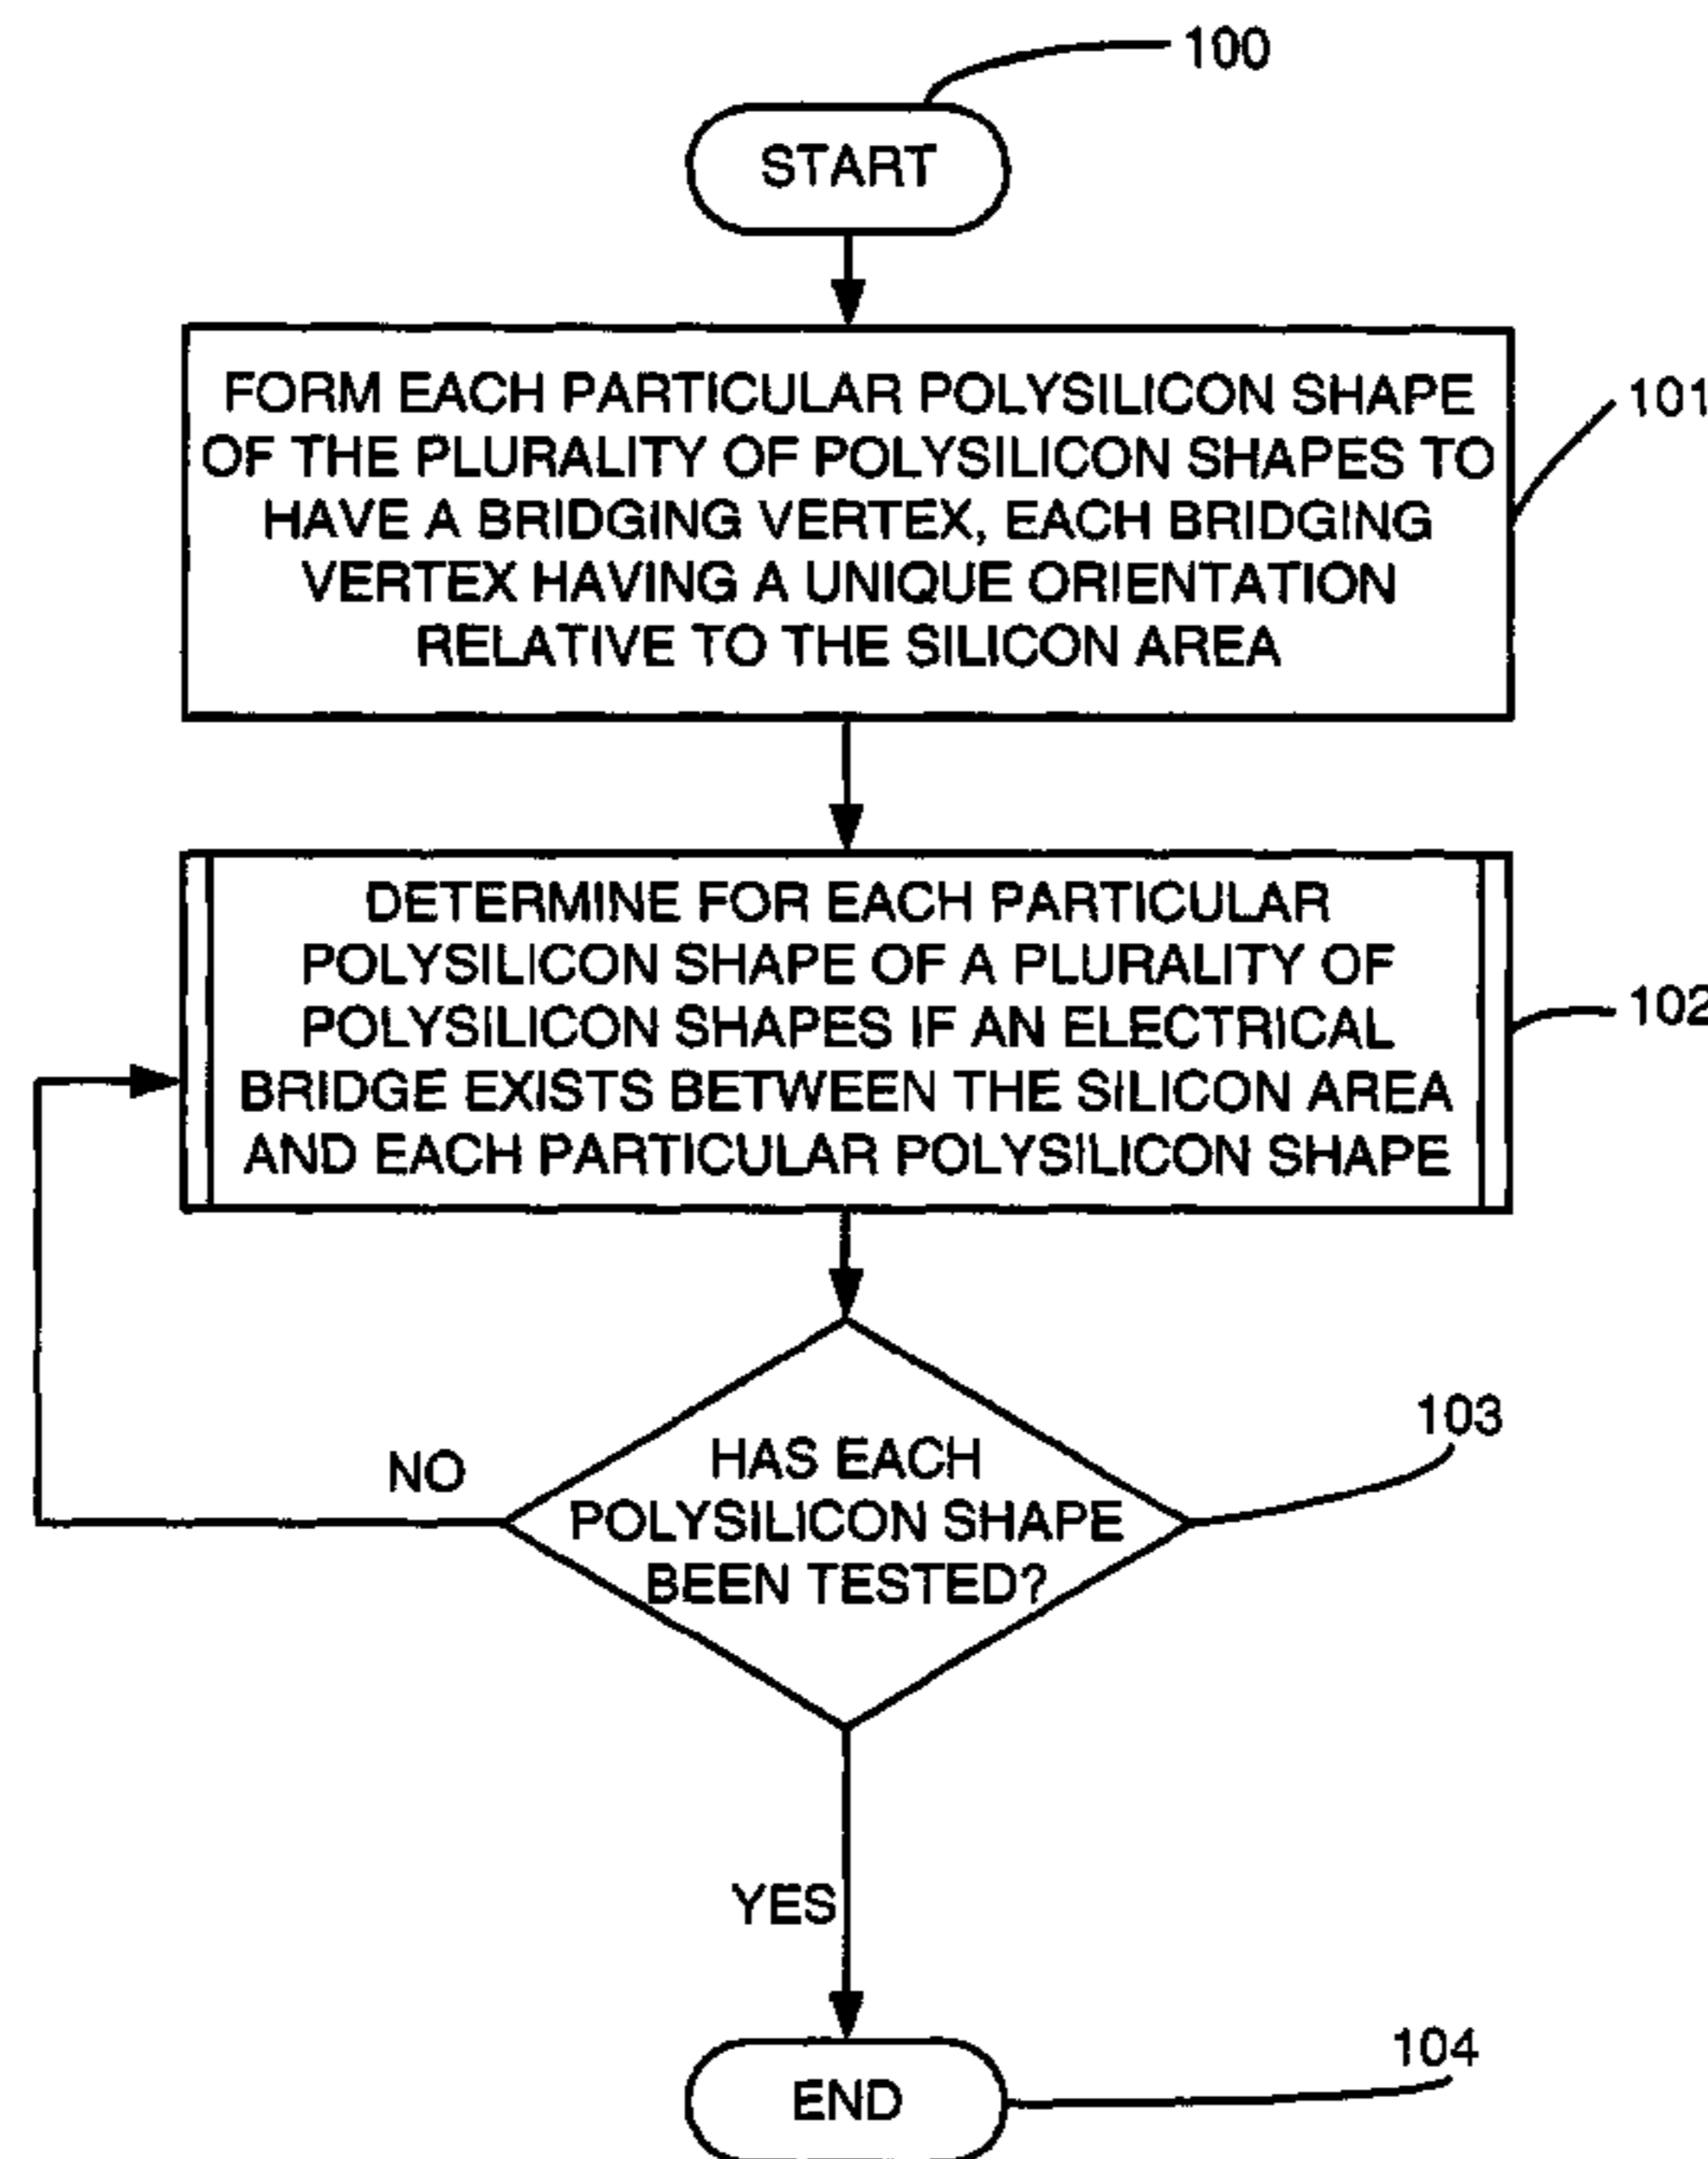 100
START
FORM EACH PARTICULAR POLYSILICON SHAPE
OF THE PLURALITY OF POLYSILICON SHAPES TO
HAVE A BRIDGING VERTEX, EACH BRIDGING
VERTEX HAVING A UNIQUE ORIENTATION
RELATIVE TO THE SILICON AREA
101
DETERMINE FOR EACH PARTICULAR
POLYSILICON SHAPE OF A PLURALITY OF
POLYSILICON SHAPES IF AN ELECTRICAL
BRIDGE EXISTS BETWEEN THE SILICON AREA
AND EACH PARTICULAR POLYSILICON SHAPE
102
HAS EACH
POLYSILICON SHAPE
BEEN TESTED?
103
NO
YES
END
104